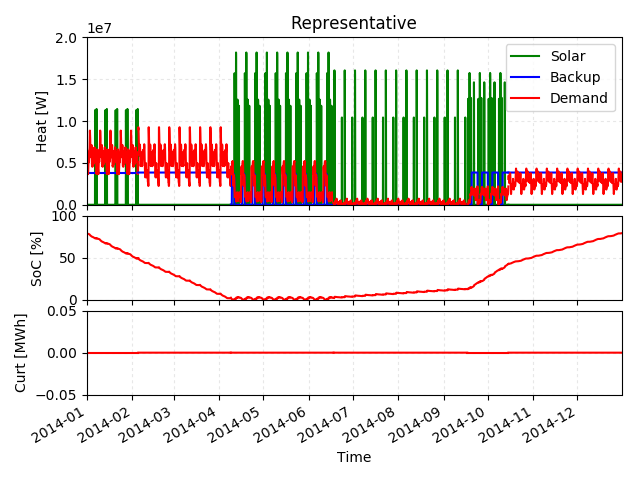 Representative
1e7
2.0
1.5
1.0
0.5
0.0
Heat [W]
Solar
Backup
Demand
100
50
0
SoC [%]
0.05
0.00
−0.05
Curt [MWh]
2014-01
2014-02
2014-03
2014-04
2014-05
2014-06
2014-07
2014-08
2014-09
2014-10
2014-11
2014-12
Time